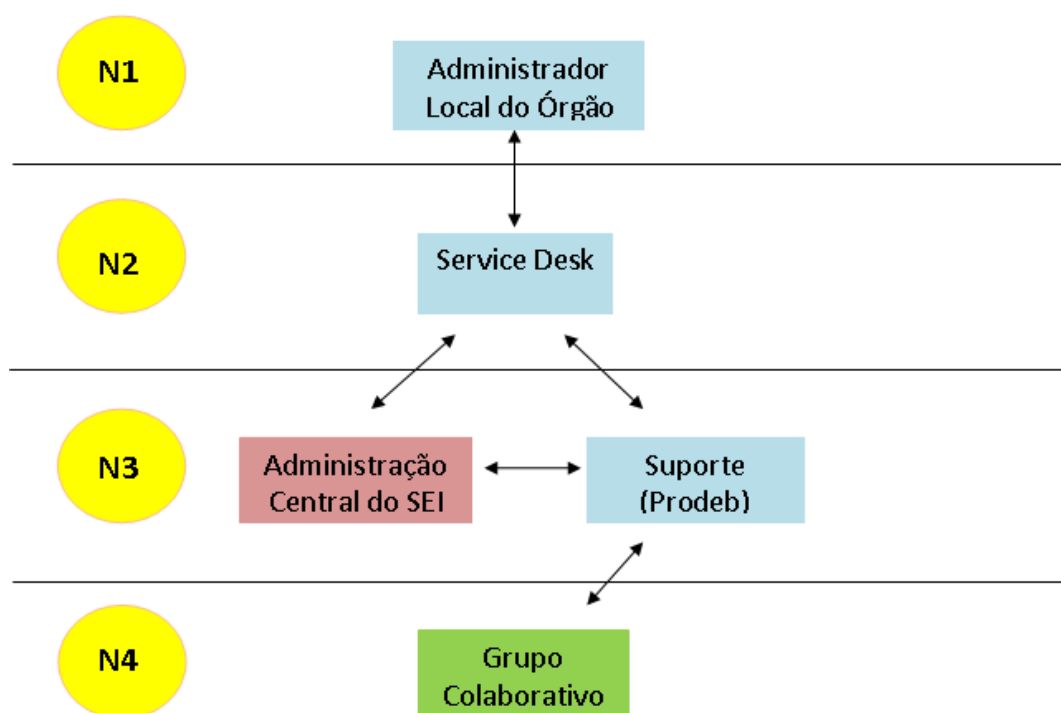 N1
Administrador
Local do Órgão
N2
Service Desk
N3
Administração
Central do SEI
Suporte
(Prodeb)
N4
Grupo
Colaborativo